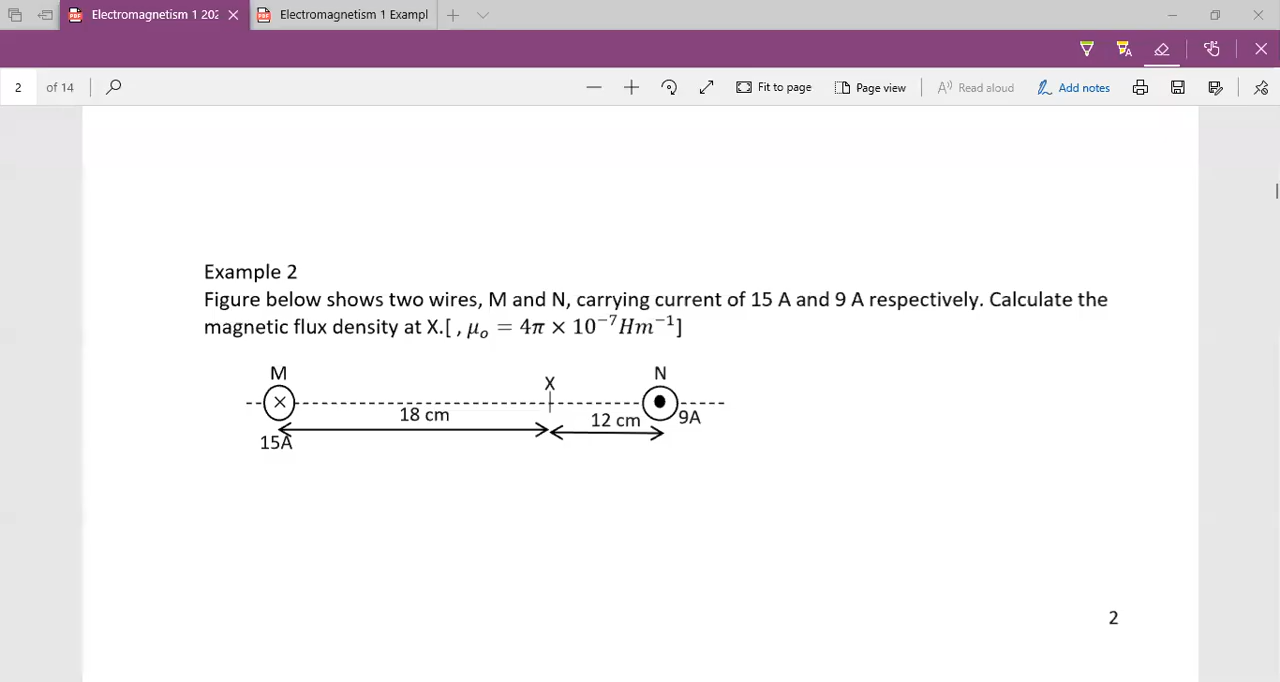 Electromagnetism 1 202
Electromagnetism 1 Exampl
2 of 14
Fit to page
Page view
Read aloud
Add notes
Example 2
Figure below shows two wires, M and N, carrying current of 15 A and 9 A respectively. Calculate the
magnetic flux density at X.[ , μₒ = 4π × 10⁻⁷Hm⁻¹]
M
X
N
18 cm
12 cm
9A
15A
2